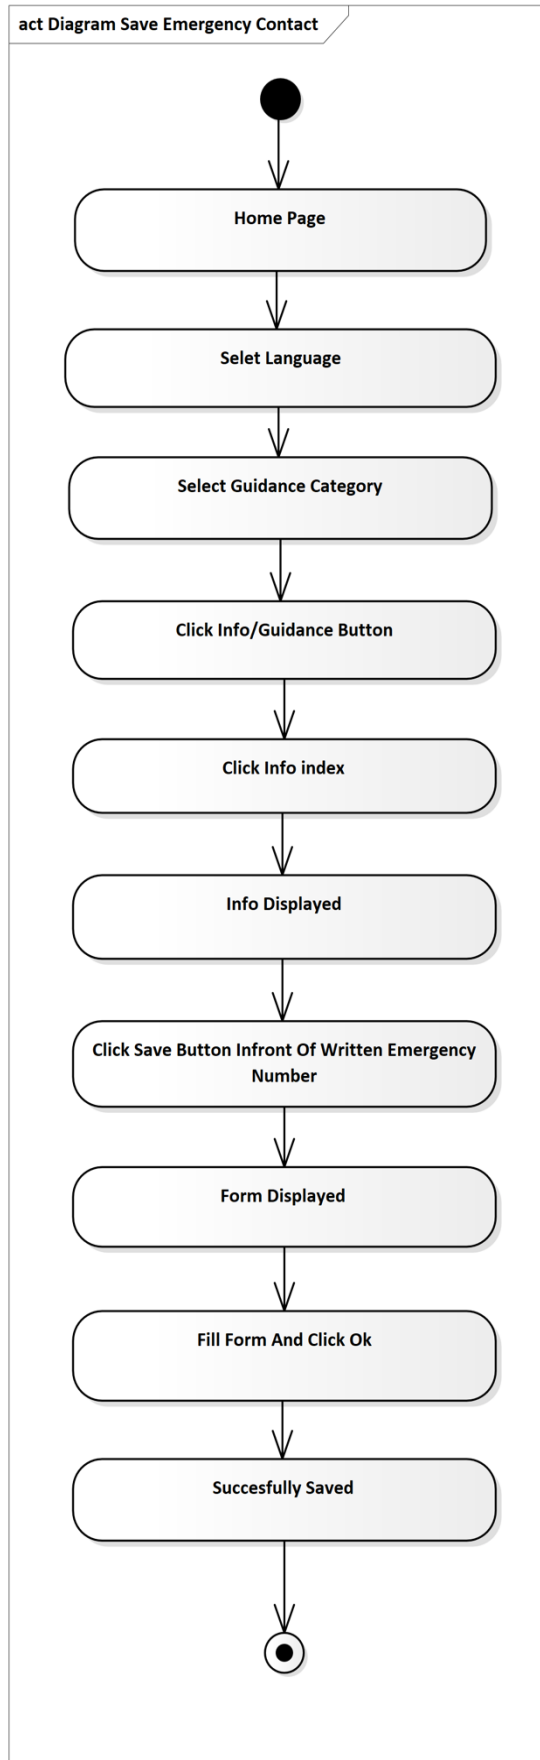 act Diagram Save Emergency Contact
Home Page
Selet Language
Select Guidance Category
Click Info/Guidance Button
Click Info index
Info Displayed
Click Save Button Infront Of Written Emergency
Number
Form Displayed
Fill Form And Click Ok
Succesfully Saved